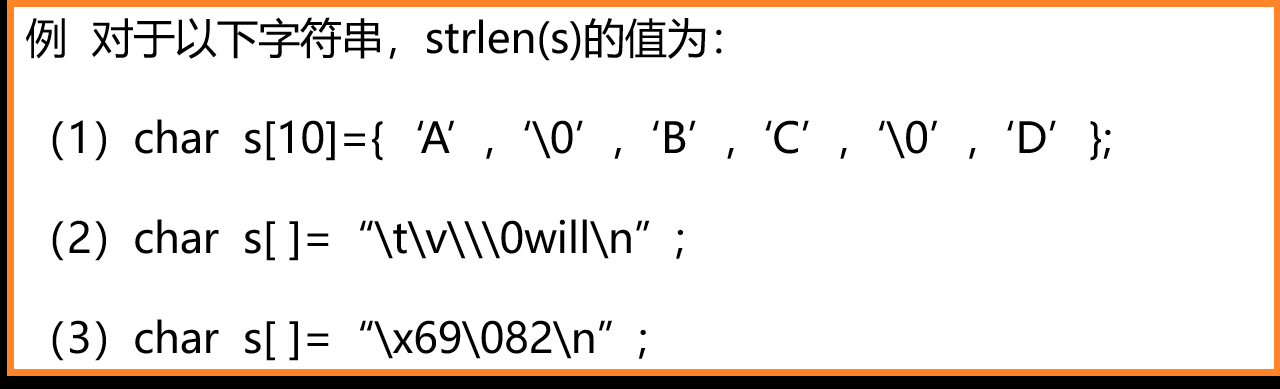 例 对于以下字符串，strlen(s)的值为：
（1）char s[10]={‘A’,‘\0’,‘B’,‘C’,‘\0’,‘D’};
（2）char s[ ]=“\t\v\\\0will\n”;
（3）char s[ ]=“\x69\082\n”;